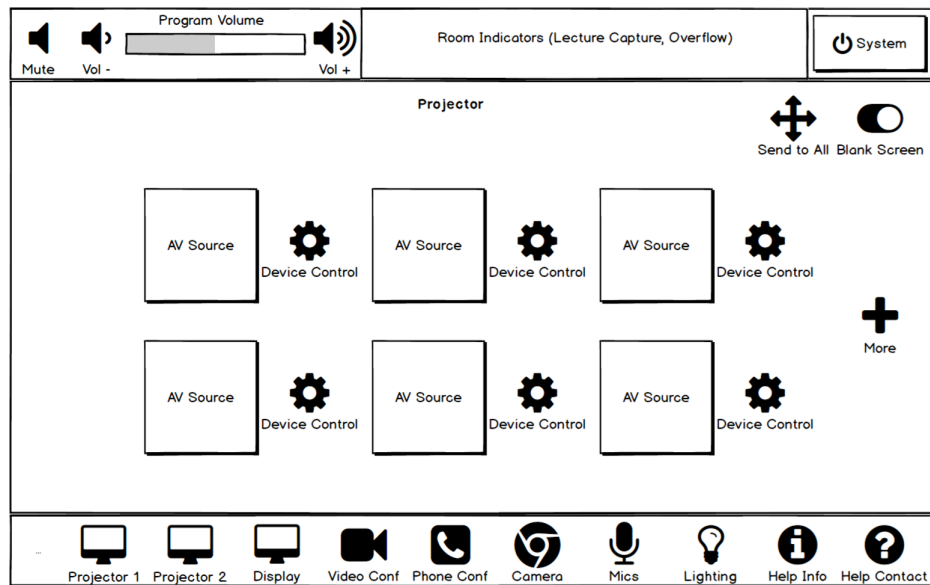 Program Volume
Mute
Vol -
Vol +
Room Indicators (Lecture Capture, Overflow)
System
Projector
Send to All
Blank Screen
AV Source
Device Control
AV Source
Device Control
AV Source
Device Control
More
AV Source
Device Control
AV Source
Device Control
AV Source
Device Control
...
Projector 1
Projector 2
Display
Video Conf
Phone Conf
Camera
Mics
Lighting
Help Info
Help Contact